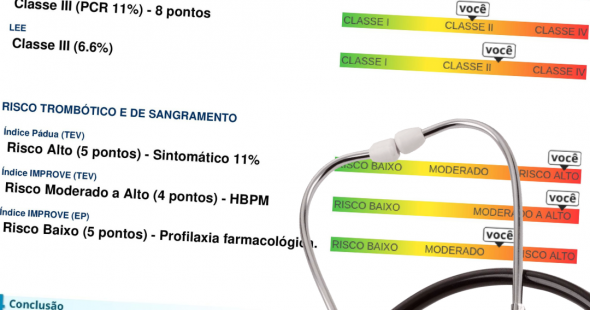 Classe III (PCR 11%) - 8 pontos
você
CLASSE I CLASSE II CLASSE IV
LEE
Classe III (6.6%)
você
CLASSE I CLASSE II CLASSE IV
RISCO TROMBÓTICO E DE SANGRAMENTO
Índice Pádua (TEV)
Risco Alto (5 pontos) - Sintomático 11%
você
RISCO BAIXO MODERADO RISCO ALTO
Índice IMPROVE (TEV)
Risco Moderado a Alto (4 pontos) - HBPM
você
RISCO BAIXO MODERADO A ALTO
Índice IMPROVE (EP)
Risco Baixo (5 pontos) - Profilaxia farmacológica.
você
RISCO BAIXO MODERADO RISCO ALTO
Conclusão